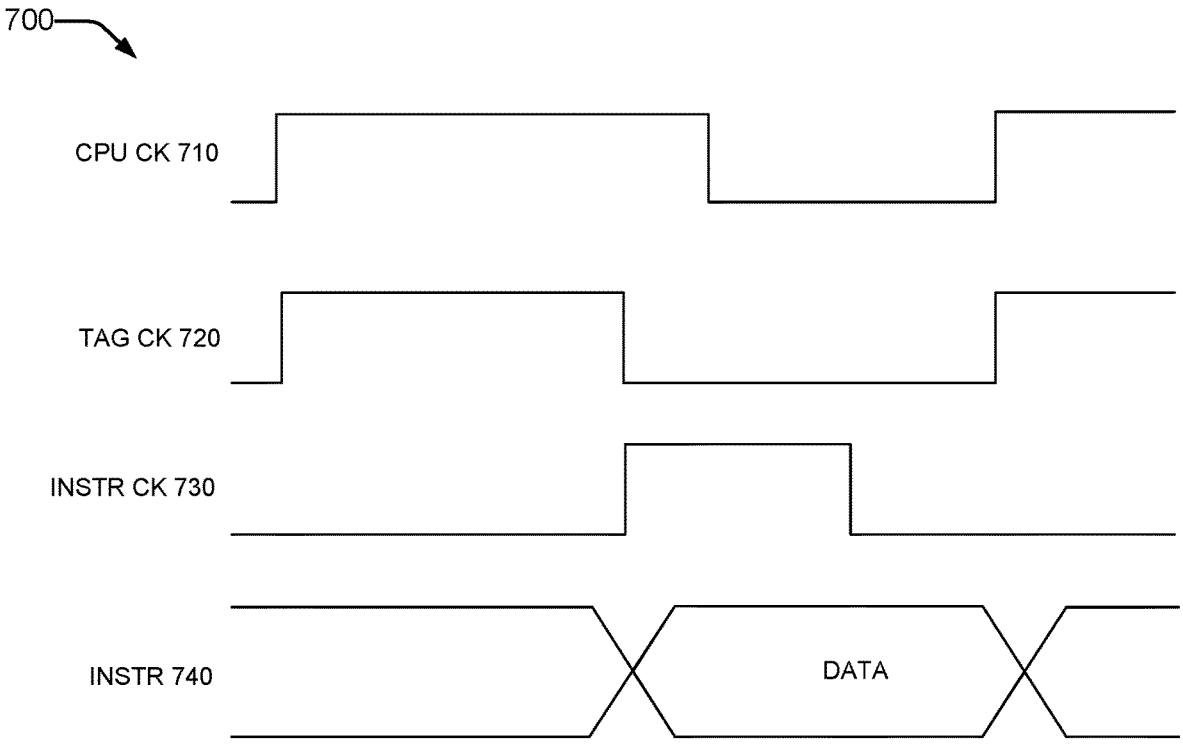 700
CPU CK 710
TAG CK 720
INSTR CK 730
INSTR 740
DATA